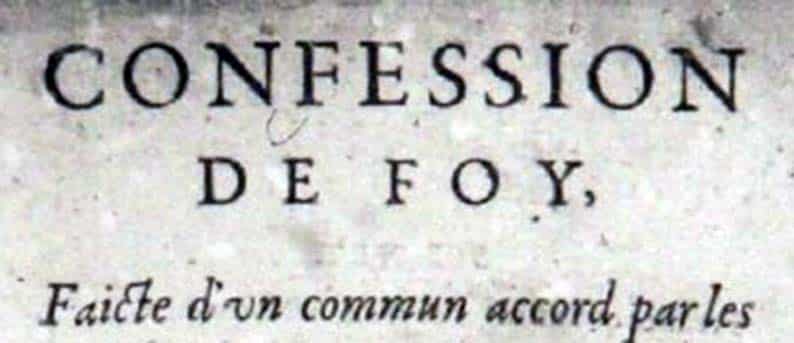 CONFESSION
DE FOY,
Faicte d'vn commun accord par les